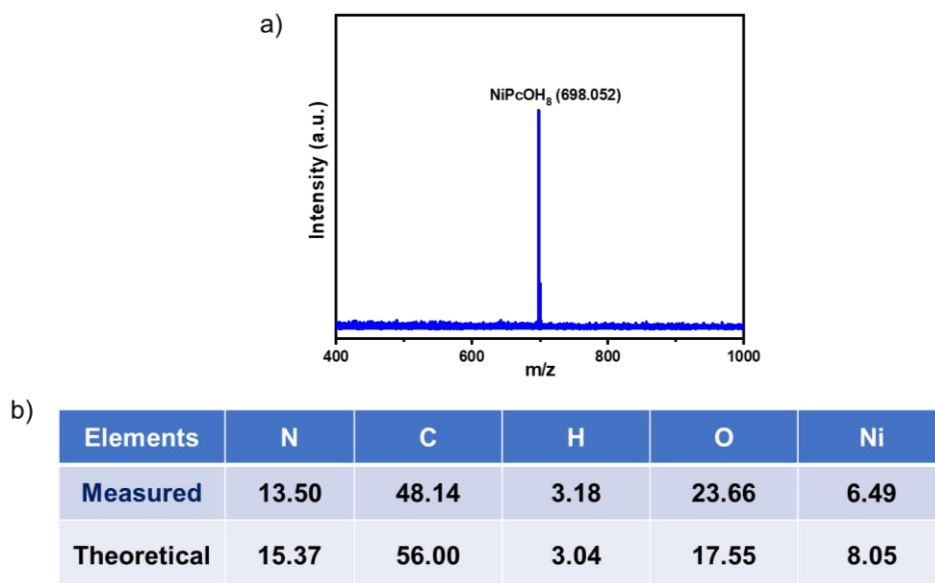 a)
NiPcOH₈ (698.052)
Intensity (a.u.)
400 600 800 1000
m/z
b)
Elements N C H O Ni
Measured 13.50 48.14 3.18 23.66 6.49
Theoretical 15.37 56.00 3.04 17.55 8.05